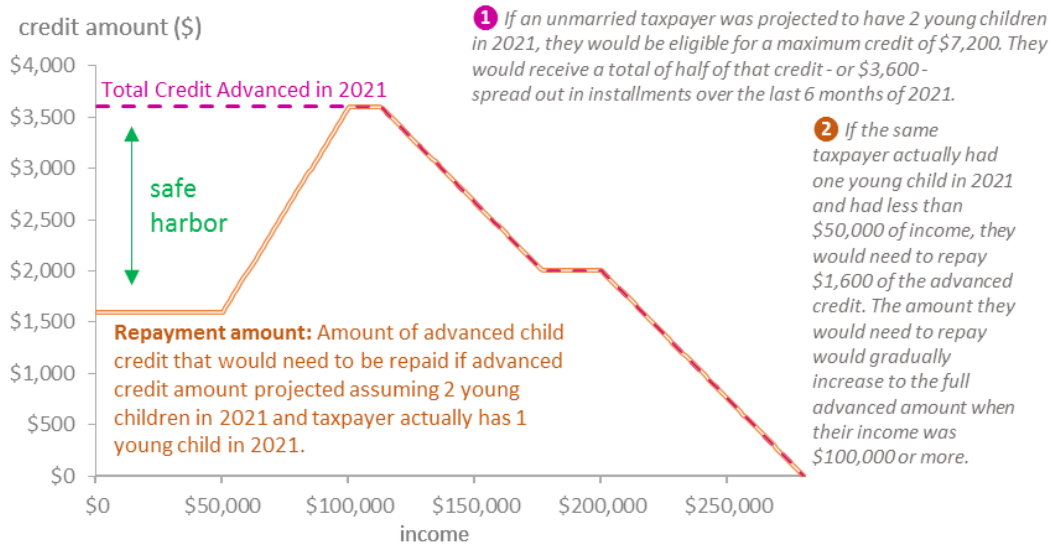 credit amount ($)
1 If an unmarried taxpayer was projected to have 2 young children
in 2021, they would be eligible for a maximum credit of $7,200. They
would receive a total of half of that credit - or $3,600 -
spread out in installments over the last 6 months of 2021.
$4,000
$3,500
$3,000
$2,500
$2,000
$1,500
$1,000
$500
$0
Total Credit Advanced in 2021
safe
harbor
2 If the same
taxpayer actually had
one young child in 2021
and had less than
$50,000 of income, they
would need to repay
$1,600 of the advanced
credit. The amount they
would need to repay
would gradually
increase to the full
advanced amount when
their income was
$100,000 or more.
Repayment amount: Amount of advanced child
credit that would need to be repaid if advanced
credit amount projected assuming 2 young
children in 2021 and taxpayer actually has 1
young child in 2021.
$0 $50,000 $100,000 $150,000 $200,000 $250,000
income